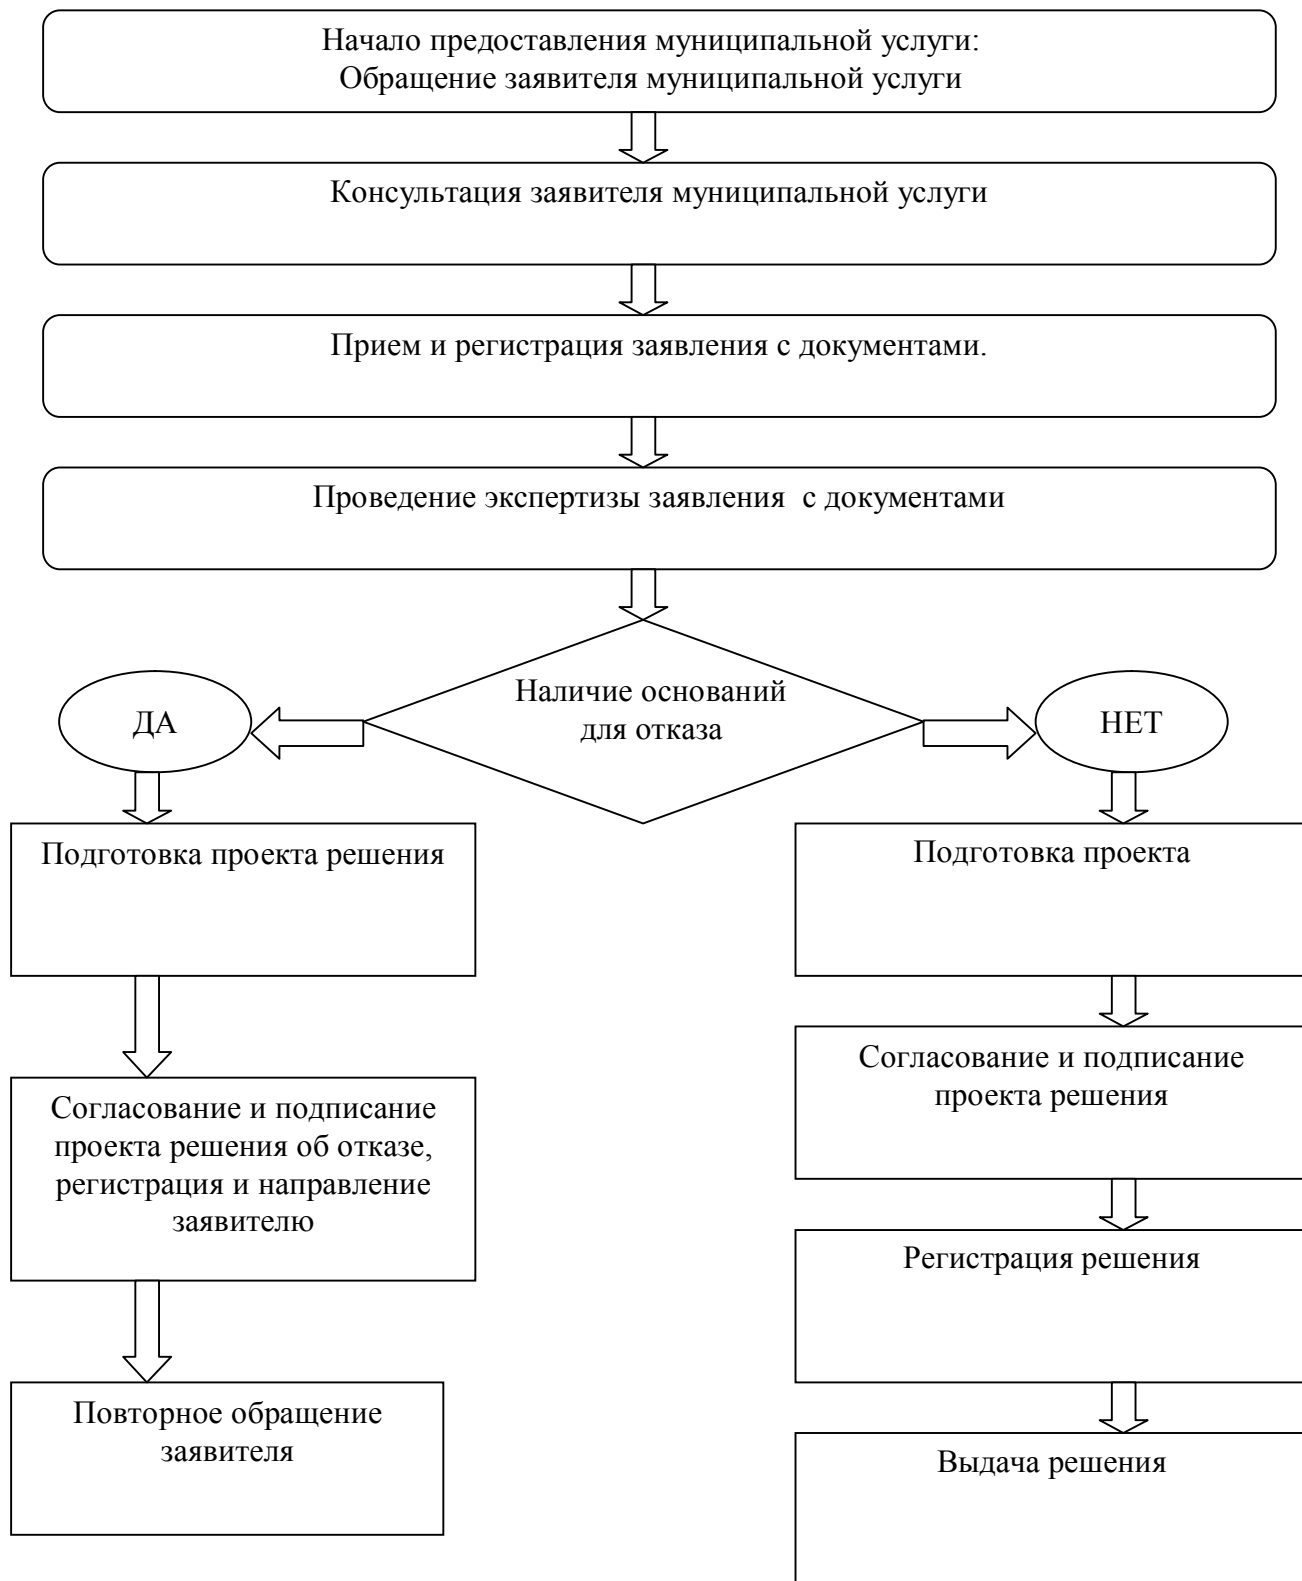 Начало предоставления муниципальной услуги:
Обращение заявителя муниципальной услуги
Консультация заявителя муниципальной услуги
Прием и регистрация заявления с документами.
Проведение экспертизы заявления  с документами
Наличие оснований
для отказа
ДА
НЕТ
Подготовка проекта решения
Согласование и подписание
проекта решения об отказе,
регистрация и направление
заявителю
Повторное обращение
заявителя
Подготовка проекта
Согласование и подписание
проекта решения
Регистрация решения
Выдача решения